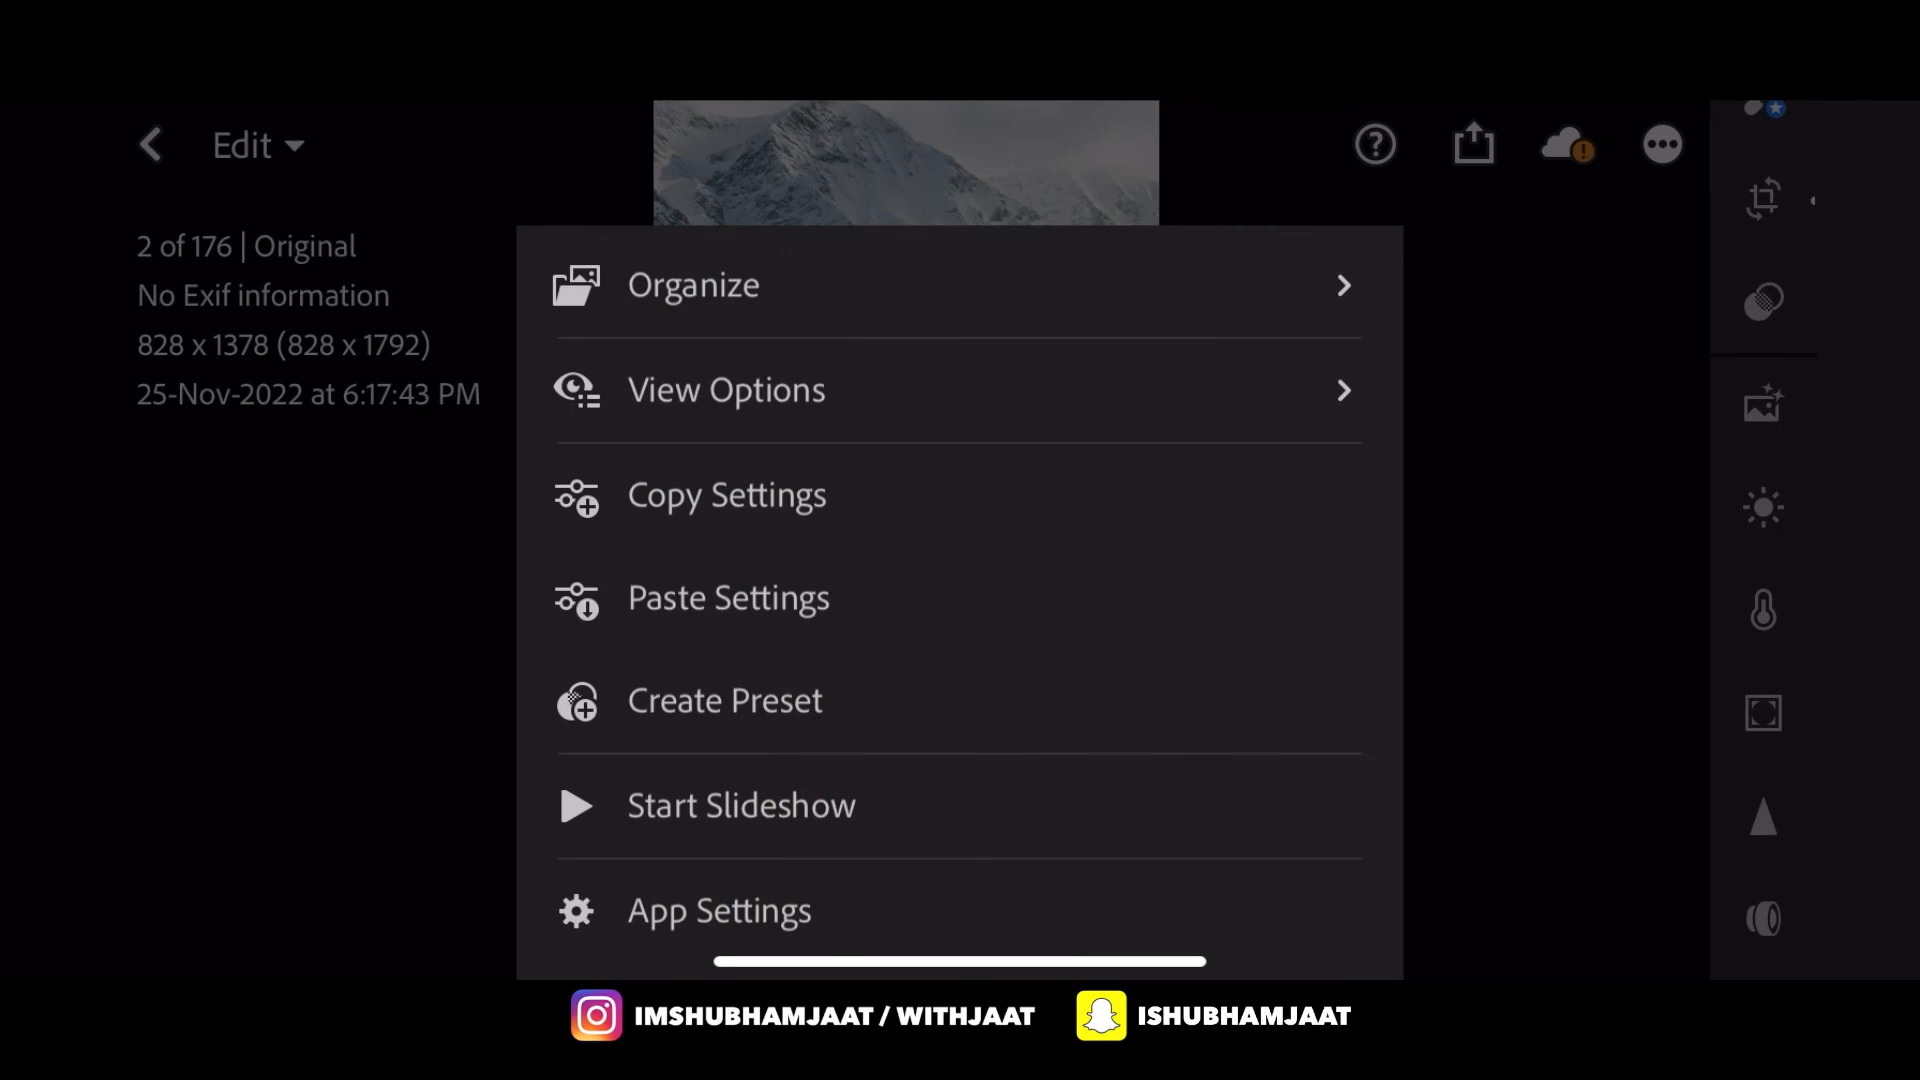 Edit
2 of 176 | Original
No Exif information
828 x 1378 (828 x 1792)
25-Nov-2022 at 6:17:43 PM
Organize
View Options
Copy Settings
Paste Settings
Create Preset
Start Slideshow
App Settings
IMSHUBHAMJAAT / WITHJAAT
ISHUBHAMJAAT